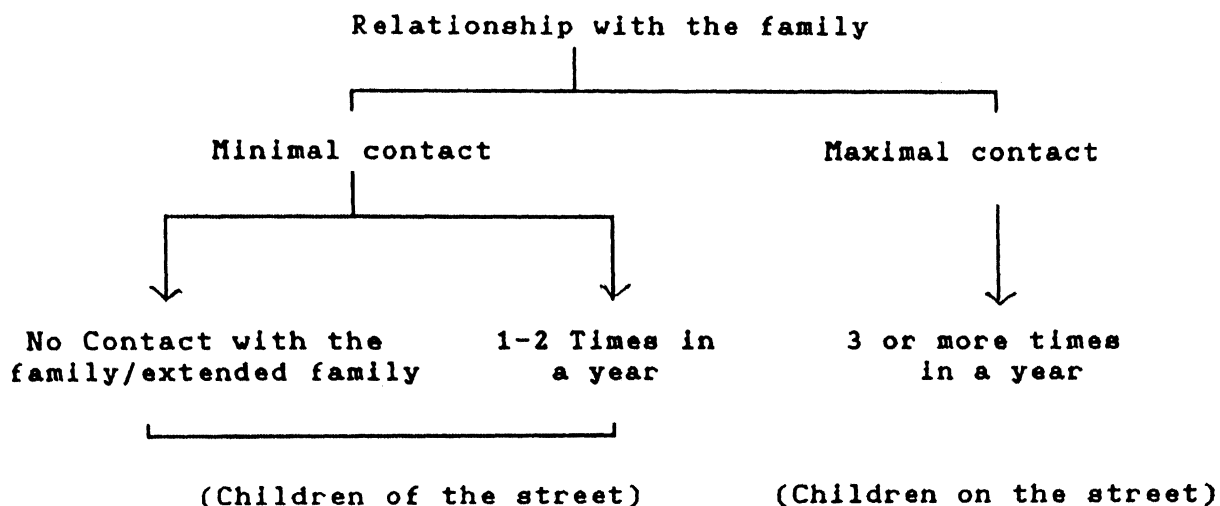 Relationship with the family
Minimal contact
Maximal contact
No Contact with the
family/extended family
1-2 Times in
a year
3 or more times
in a year
(Children of the street)
(Children on the street)